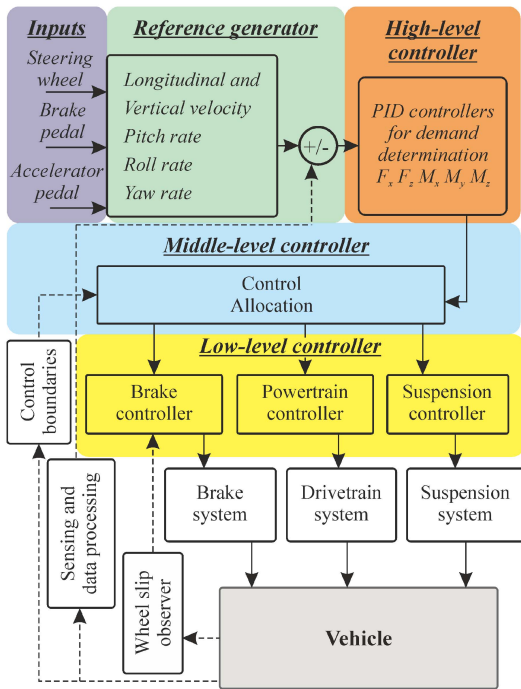 Inputs
Reference generator
High-level
controller
Steering
wheel
Brake
pedal
Accelerator
pedal
Longitudinal and
Vertical velocity
Pitch rate
Roll rate
Yaw rate
+/-
PID controllers
for demand
determination
Fx Fz Mx My Mz
Middle-level controller
Control
Allocation
Low-level controller
Brake
controller
Powertrain
controller
Suspension
controller
Control
boundaries
Sensing and
data processing
Wheel slip
observer
Brake
system
Drivetrain
system
Suspension
system
Vehicle